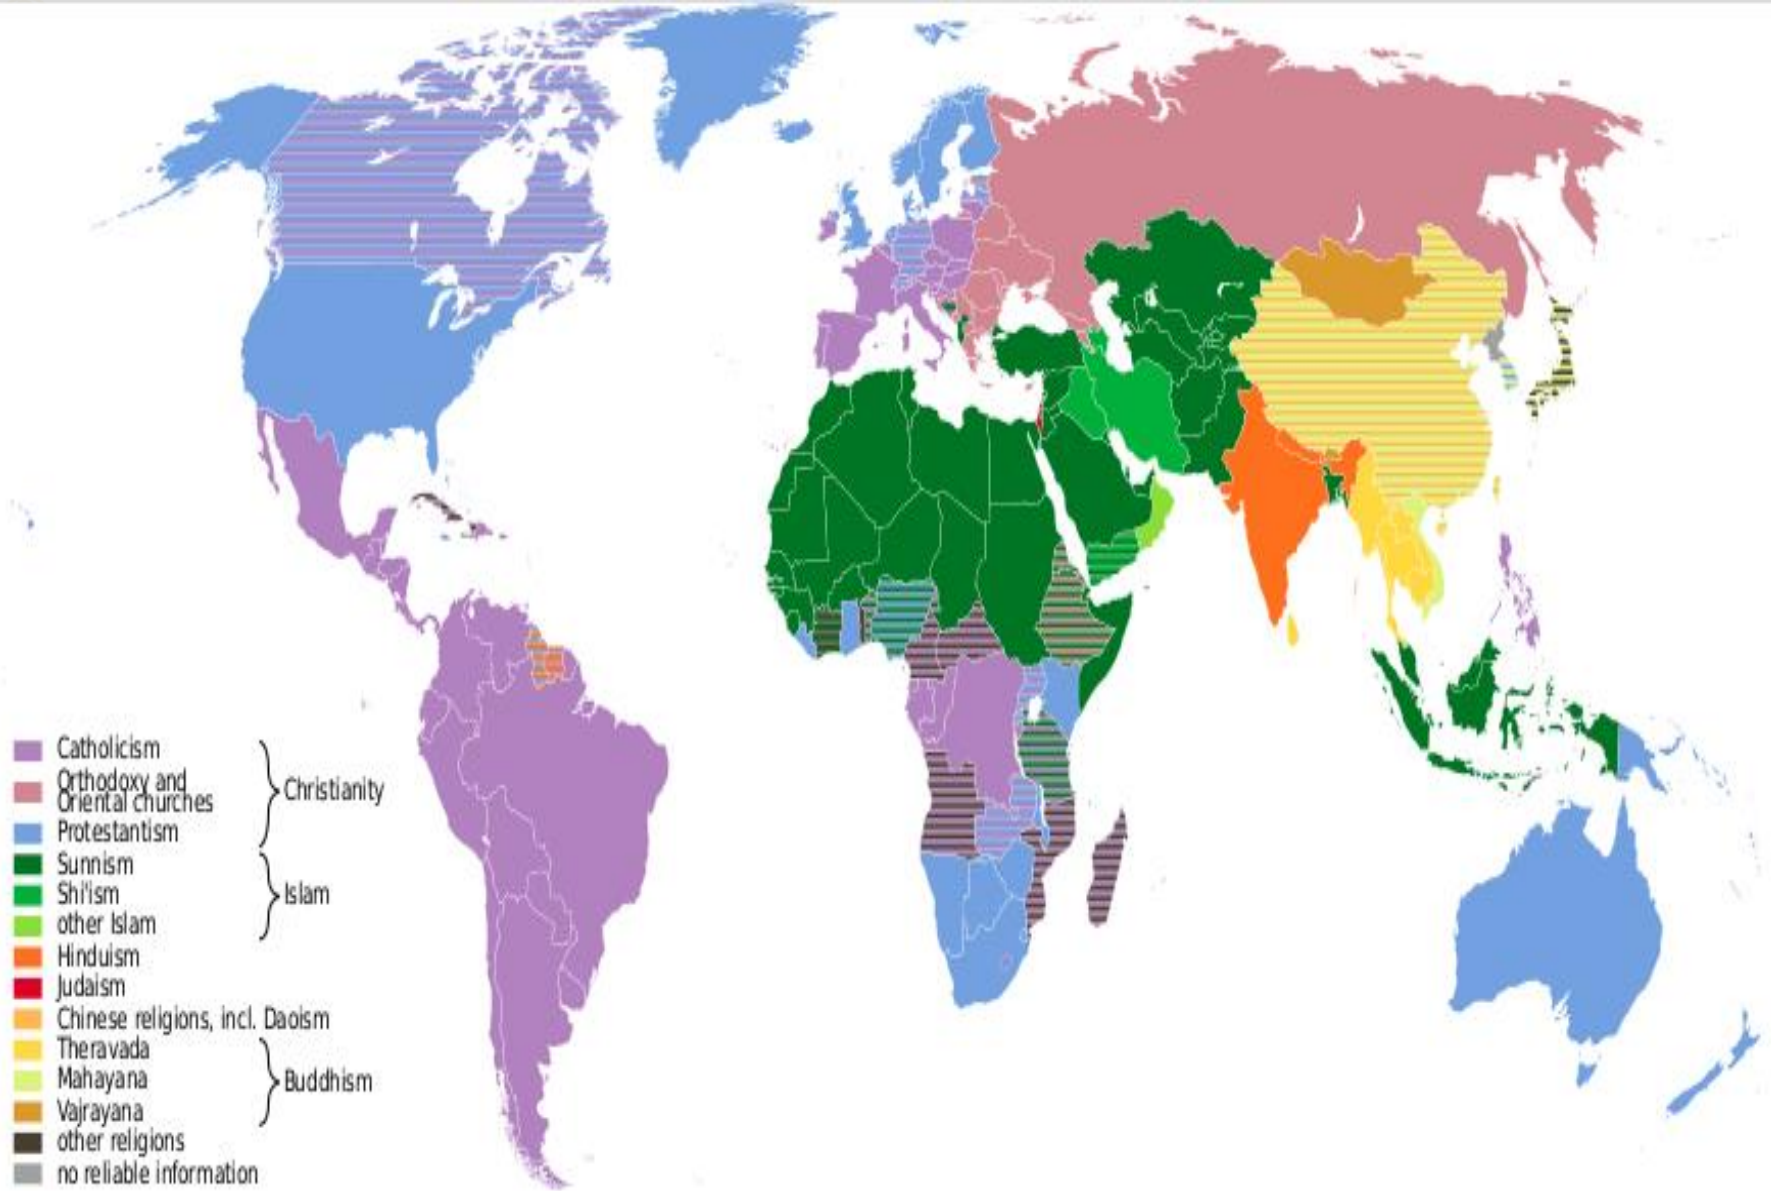 Catholicism
Orthodoxy and
Oriental churches
Christianity
Protestantism
Sunnism
Shi'ism
Islam
other Islam
Hinduism
Judaism
Chinese religions, incl. Daoism
Theravada
Mahayana
Buddhism
Vajrayana
other religions
no reliable information